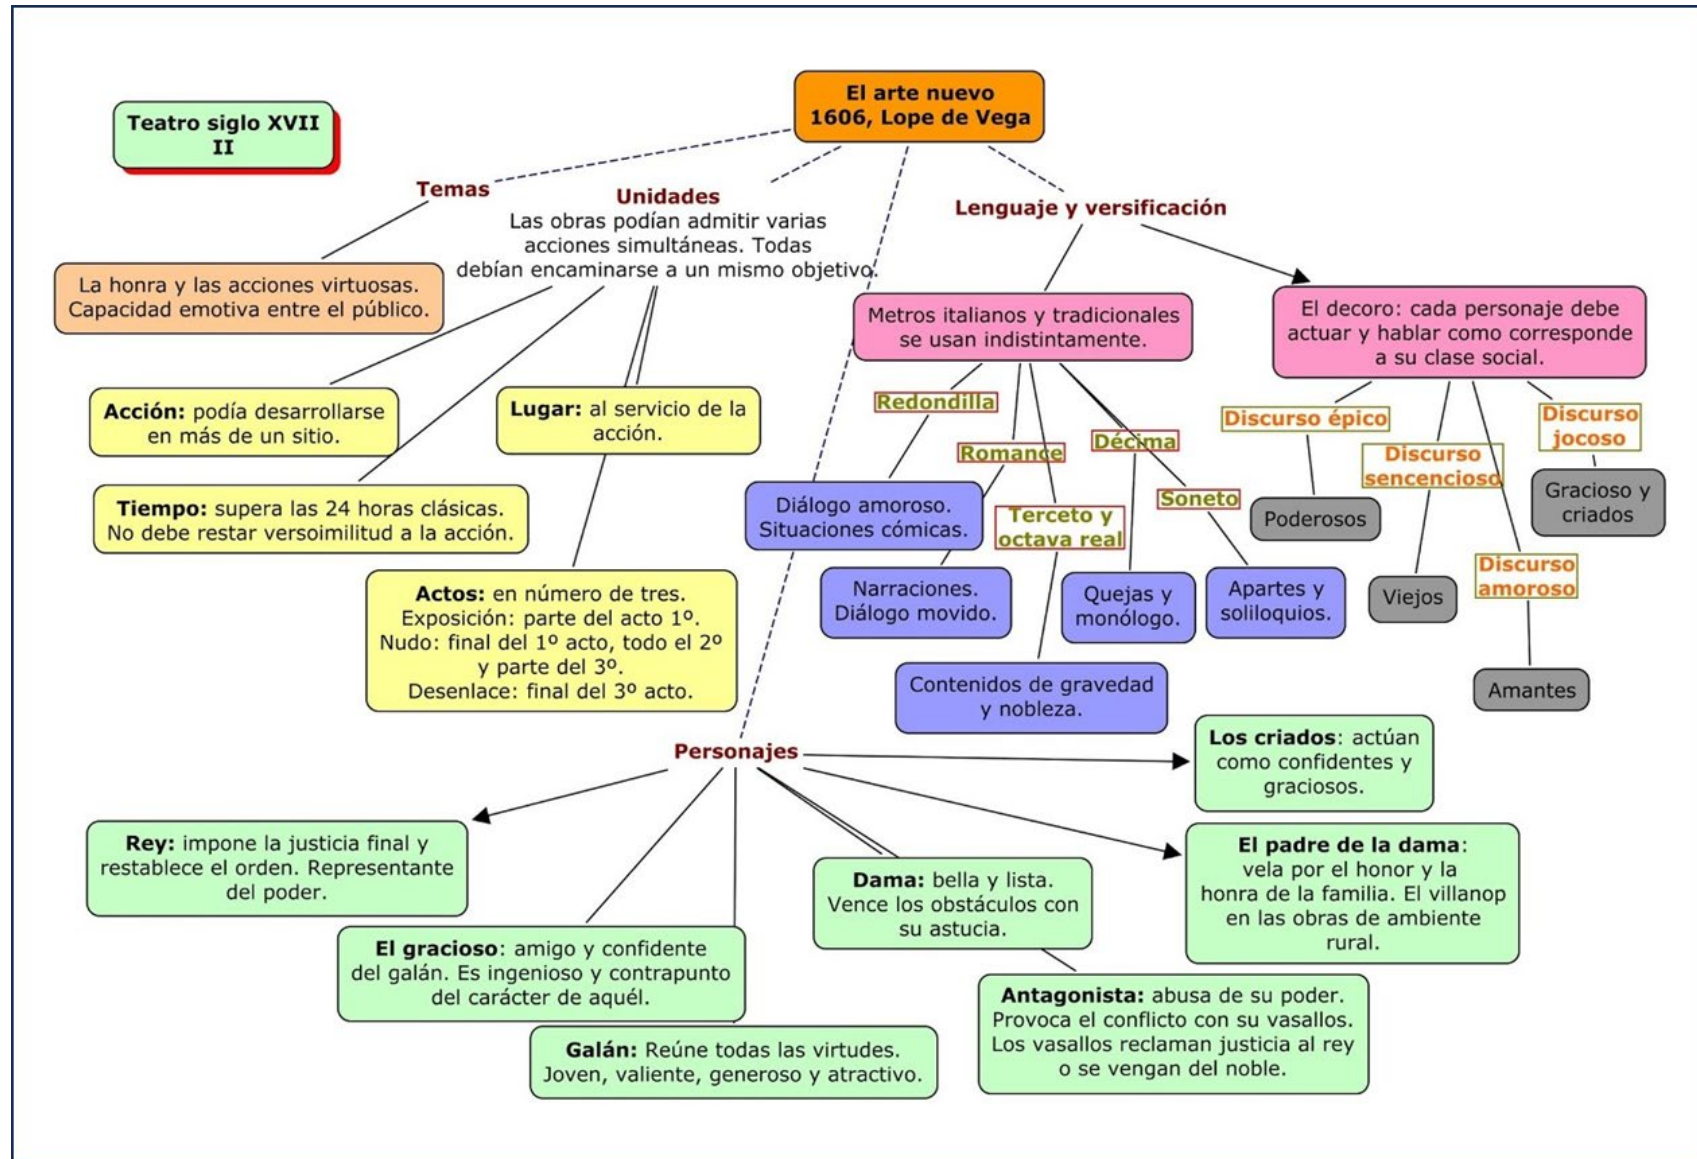 El arte nuevo
1606, Lope de Vega
Teatro siglo XVII
II
Temas
La honra y las acciones virtuosas.
Capacidad emotiva entre el público.
Unidades
Las obras podían admitir varias
acciones simultáneas. Todas
debían encaminarse a un mismo objetivo.
Acción: podía desarrollarse
en más de un sitio.
Lugar: al servicio de la
acción.
Tiempo: supera las 24 horas clásicas.
No debe restar versoimilitud a la acción.
Actos: en número de tres.
Exposición: parte del acto 1º.
Nudo: final del 1º acto, todo el 2º
y parte del 3º.
Desenlace: final del 3º acto.
Lenguaje y versificación
Metros italianos y tradicionales
se usan indistintamente.
Redondilla
Diálogo amoroso.
Situaciones cómicas.
Romance
Narraciones.
Diálogo movido.
Terceto y
octava real
Contenidos de gravedad
y nobleza.
Décima
Quejas y
monólogo.
Soneto
Apartes y
soliloquios.
El decoro: cada personaje debe
actuar y hablar como corresponde
a su clase social.
Discurso épico
Poderosos
Discurso
sencencioso
Viejos
Discurso
amoroso
Amantes
Discurso
jocoso
Gracioso y
criados
Personajes
Rey: impone la justicia final y
restablece el orden. Representante
del poder.
El gracioso: amigo y confidente
del galán. Es ingenioso y contrapunto
del carácter de aquél.
Galán: Reúne todas las virtudes.
Joven, valiente, generoso y atractivo.
Dama: bella y lista.
Vence los obstáculos con
su astucia.
Antagonista: abusa de su poder.
Provoca el conflicto con su vasallos.
Los vasallos reclaman justicia al rey
o se vengan del noble.
El padre de la dama:
vela por el honor y la
honra de la familia. El villanop
en las obras de ambiente
rural.
Los criados: actúan
como confidentes y
graciosos.